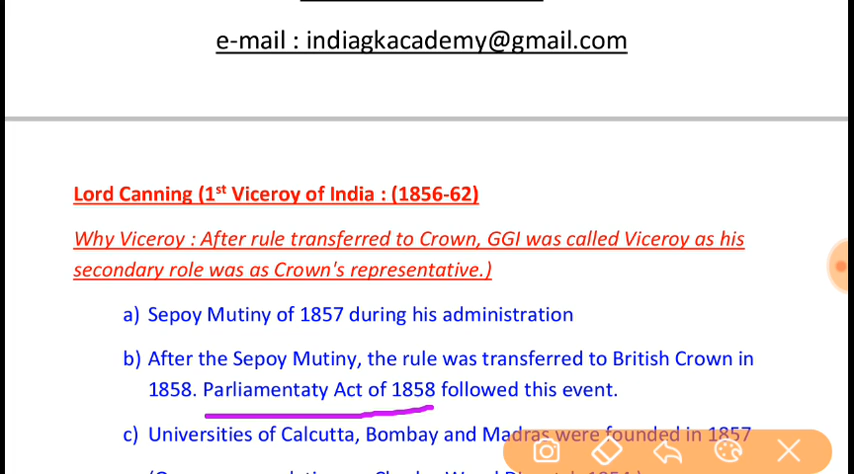 e-mail : indiagkacademy@gmail.com
Lord Canning (1st Viceroy of India : (1856-62)
Why Viceroy : After rule transferred to Crown, GGI was called Viceroy as his
secondary role was as Crown's representative.)
a) Sepoy Mutiny of 1857 during his administration
b) After the Sepoy Mutiny, the rule was transferred to British Crown in
1858. Parliamentaty Act of 1858 followed this event.
c) Universities of Calcutta, Bombay and Madras were founded in 1857